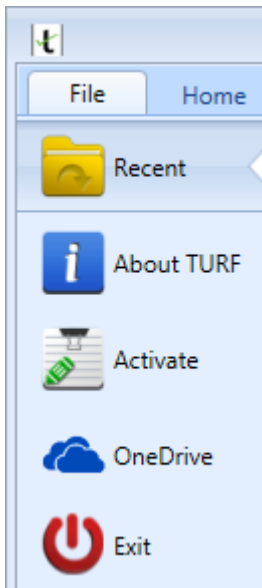 t
File Home
Recent
i
About TURF
Activate
OneDrive
Exit